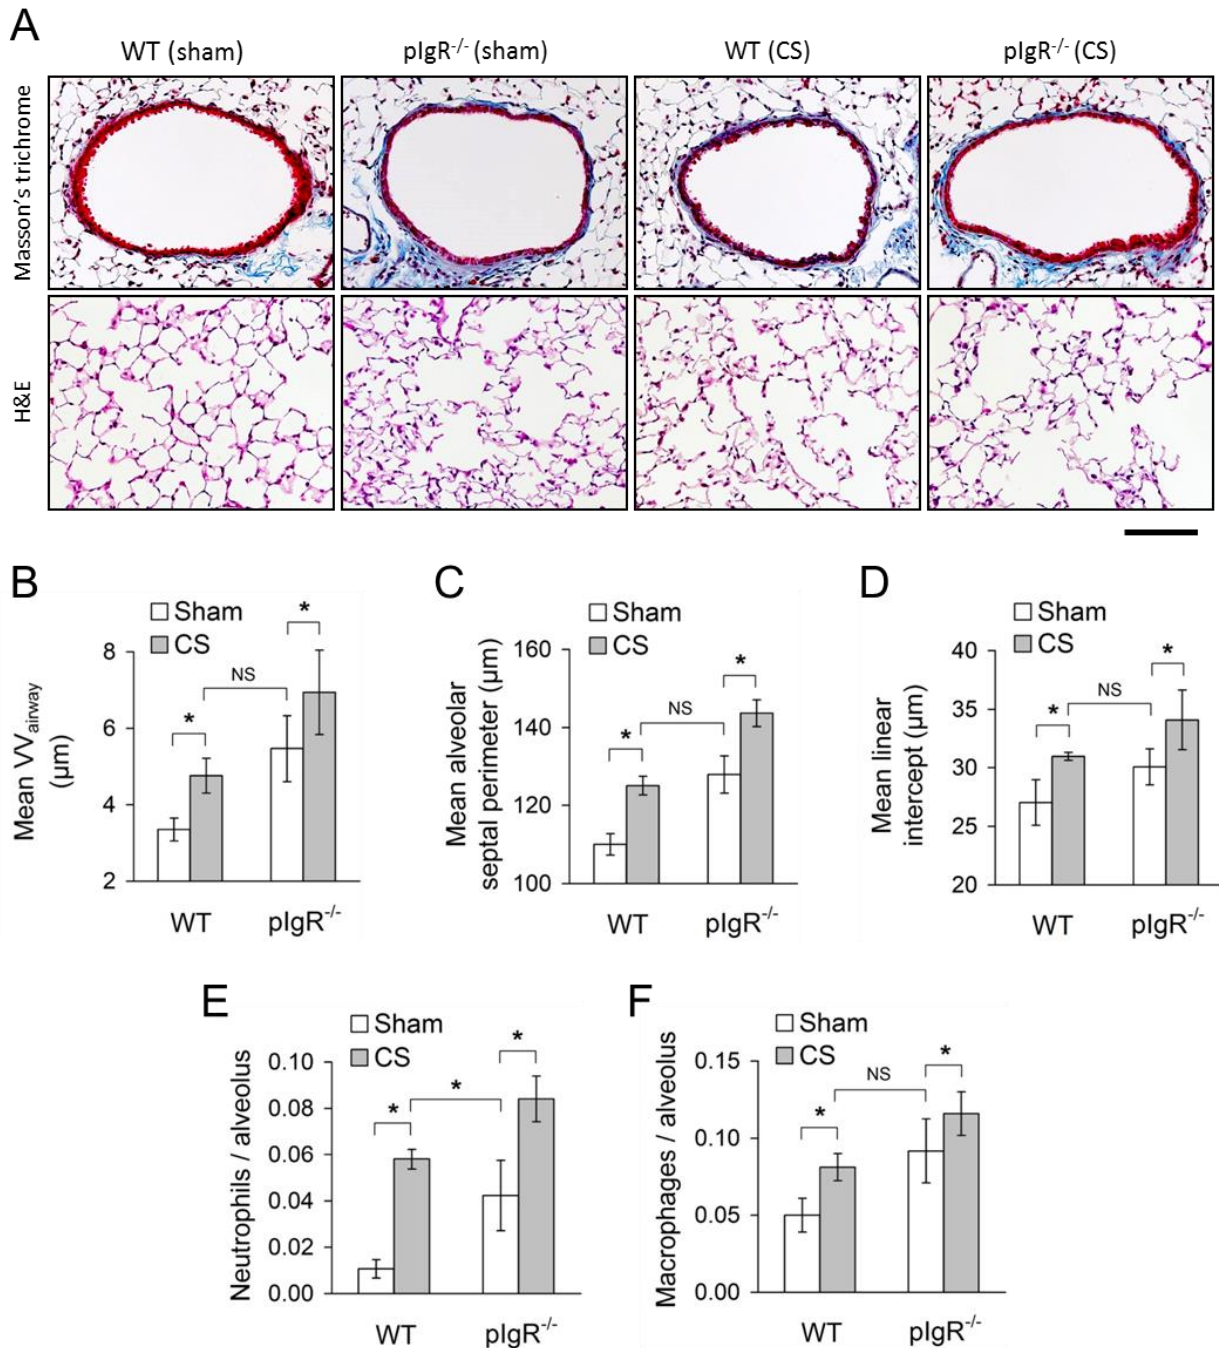 A
WT (sham)
pIgR-/- (sham)
WT (CS)
pIgR-/- (CS)
Masson's trichrome
H&E
B
Sham
CS
*
NS
*
8
6
4
2
Mean VVairway
(µm)
WT
pIgR-/-
C
Sham
CS
*
NS
*
160
140
120
100
Mean alveolar
septal perimeter (µm)
WT
pIgR-/-
D
Sham
CS
*
NS
*
40
35
30
25
20
Mean linear
intercept (µm)
WT
pIgR-/-
E
Sham
CS
*
*
*
0.10
0.08
0.06
0.04
0.02
0.00
Neutrophils / alveolus
WT
pIgR-/-
F
Sham
CS
*
NS
*
0.15
0.10
0.05
0.00
Macrophages / alveolus
WT
pIgR-/-